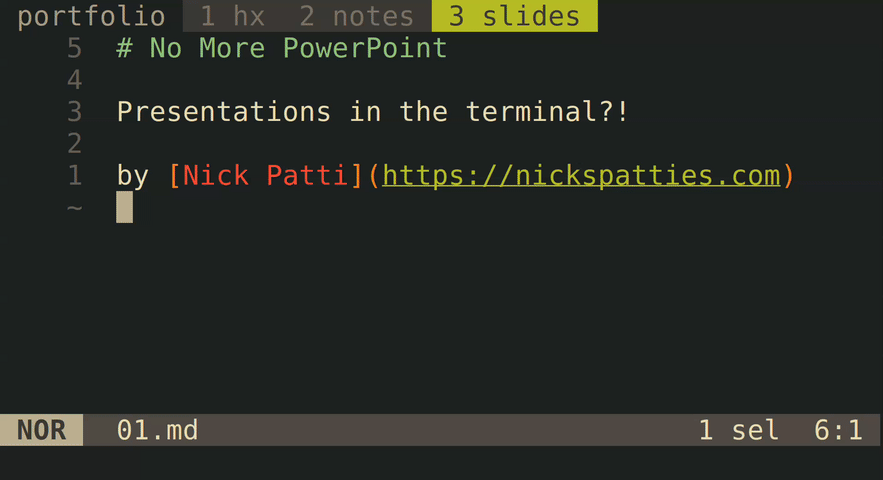 portfolio 1 hx 2 notes 3 slides
5 # No More PowerPoint
4
3 Presentations in the terminal?!
2
1 by [Nick Patti](https://nickspatties.com)
~
NOR 01.md 1 sel 6:1